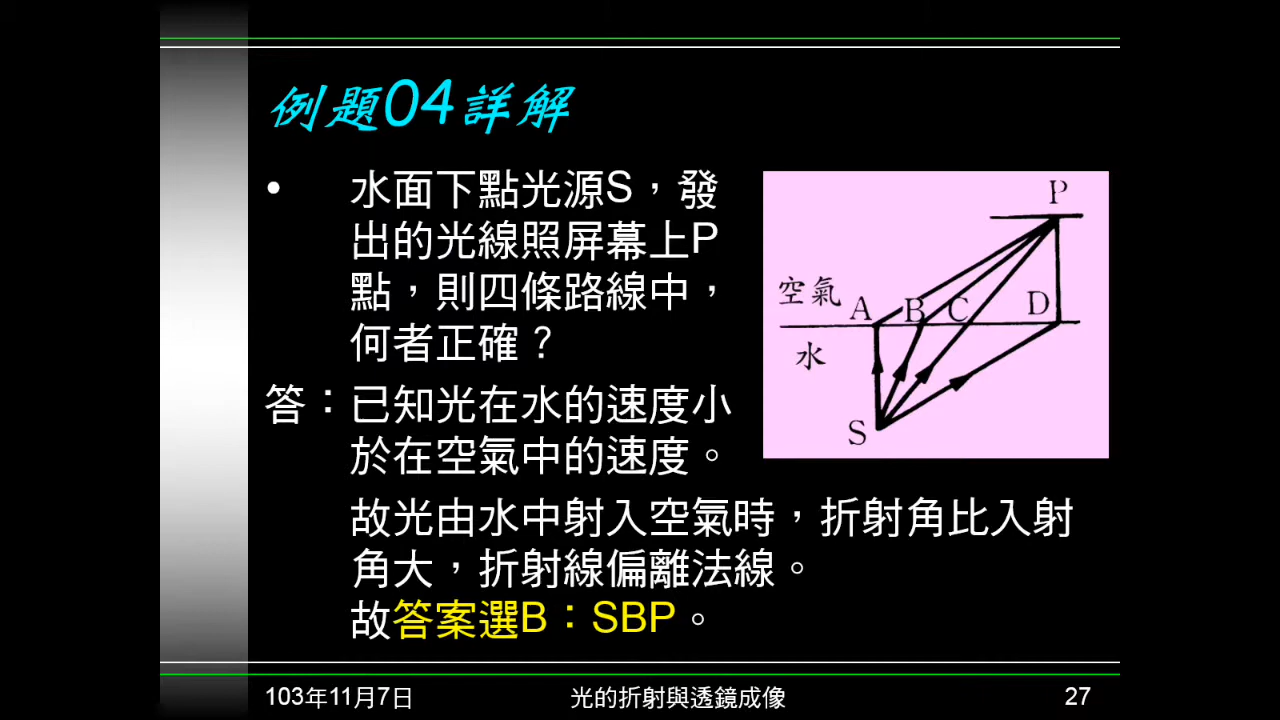 例題04詳解
• 水面下點光源S，發
出的光線照屏幕上P
點，則四條路線中，
何者正確？
答：已知光在水的速度小
於在空氣中的速度。
故光由水中射入空氣時，折射角比入射
角大，折射線偏離法線。
故答案選B：SBP。
P
空氣 A B C D
水
S
103年11月7日 光的折射與透鏡成像 27